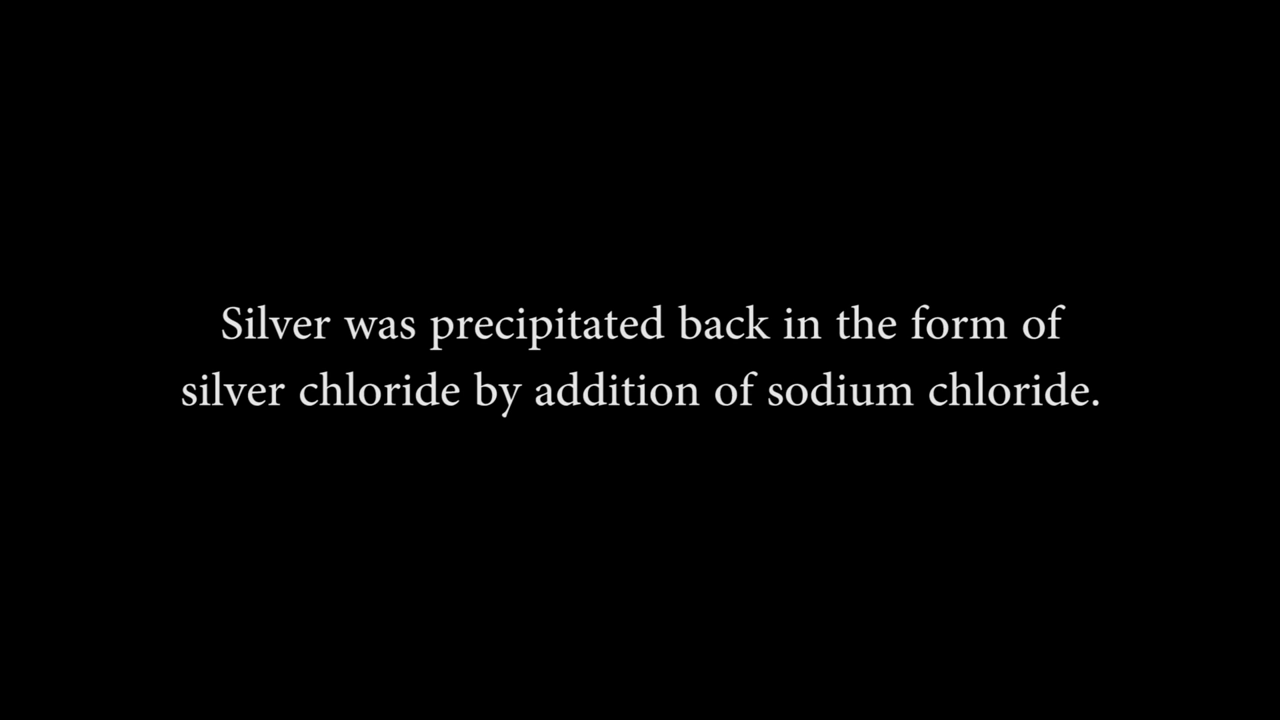 Silver was precipitated back in the form of
silver chloride by addition of sodium chloride.